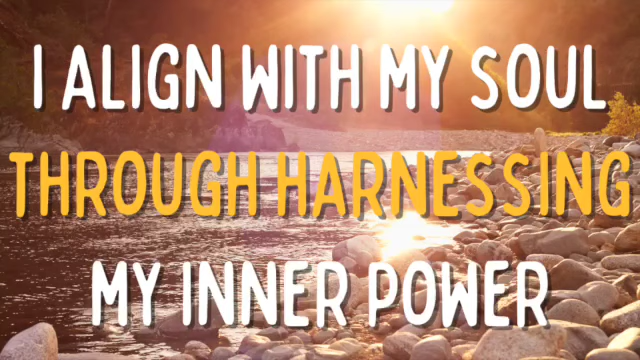 I ALIGN WITH MY SOUL
THROUGH HARNESSING
MY INNER POWER